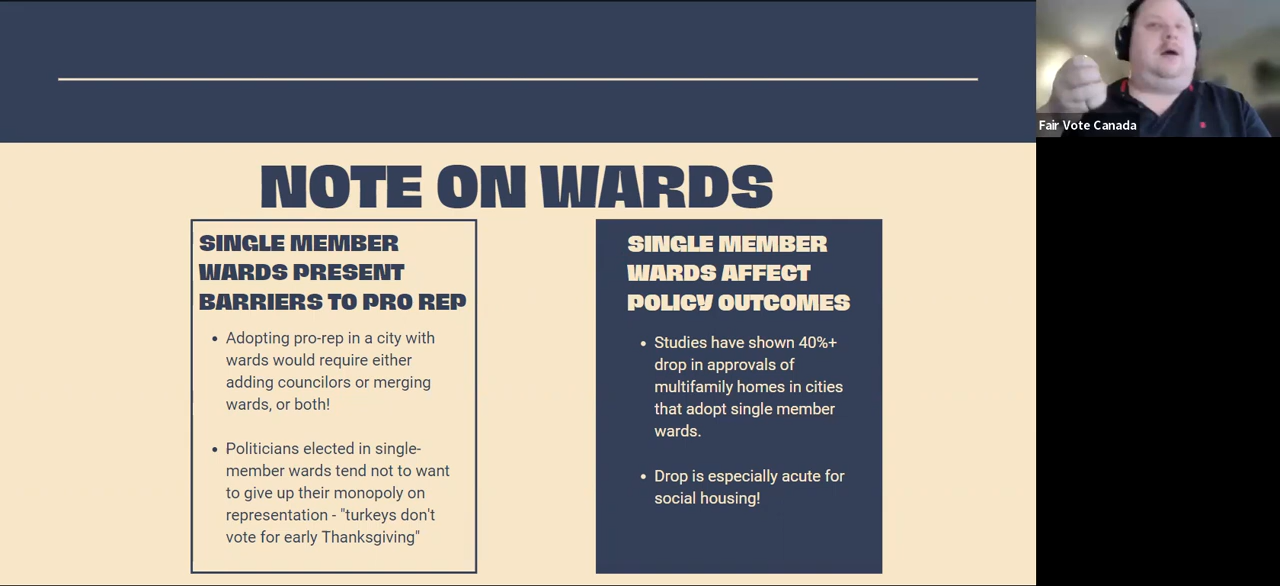 NOTE ON WARDS
SINGLE MEMBER
WARDS PRESENT
BARRIERS TO PRO REP
• Adopting pro-rep in a city with
wards would require either
adding councilors or merging
wards, or both!
• Politicians elected in single-
member wards tend not to want
to give up their monopoly on
representation - "turkeys don't
vote for early Thanksgiving"
SINGLE MEMBER
WARDS AFFECT
POLICY OUTCOMES
• Studies have shown 40%+
drop in approvals of
multifamily homes in cities
that adopt single member
wards.
• Drop is especially acute for
social housing!
Fair Vote Canada